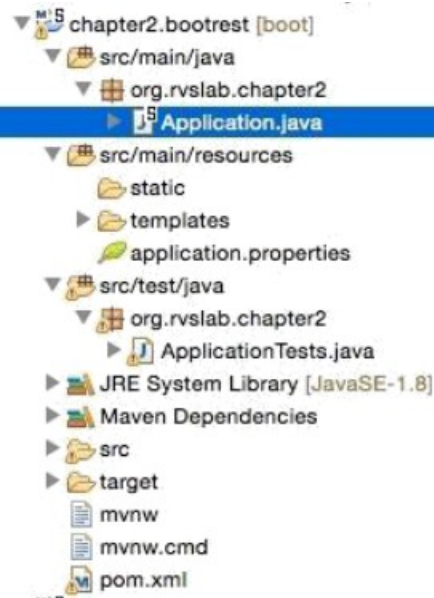 chapter2.bootrest [boot]
src/main/java
org.rvslab.chapter2
Application.java
src/main/resources
static
templates
application.properties
src/test/java
org.rvslab.chapter2
ApplicationTests.java
JRE System Library [JavaSE-1.8]
Maven Dependencies
src
target
mvnw
mvnw.cmd
pom.xml